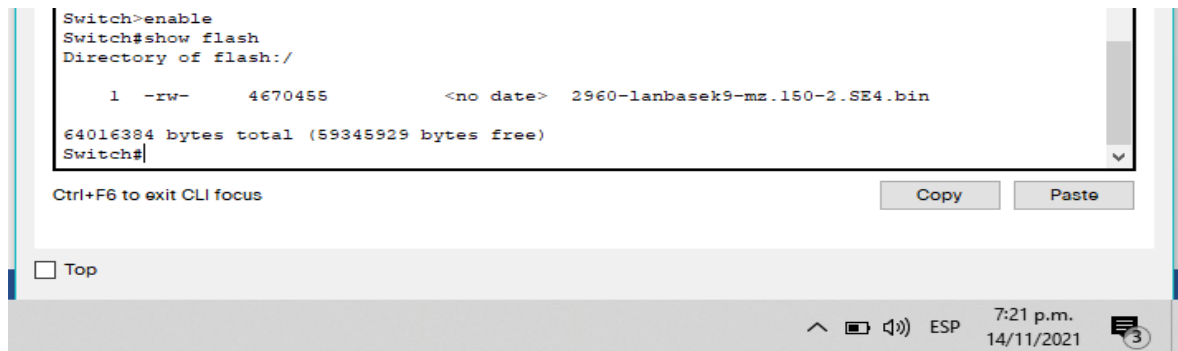 Switch>enable
Switch#show flash
Directory of flash:/
1 -rw- 4670455 <no date> 2960-lanbasek9-mz.150-2.SE4.bin
64016384 bytes total (59345929 bytes free)
Switch#
Ctrl+F6 to exit CLI focus
Copy Paste
Top
7:21 p.m.
ESP
14/11/2021
3